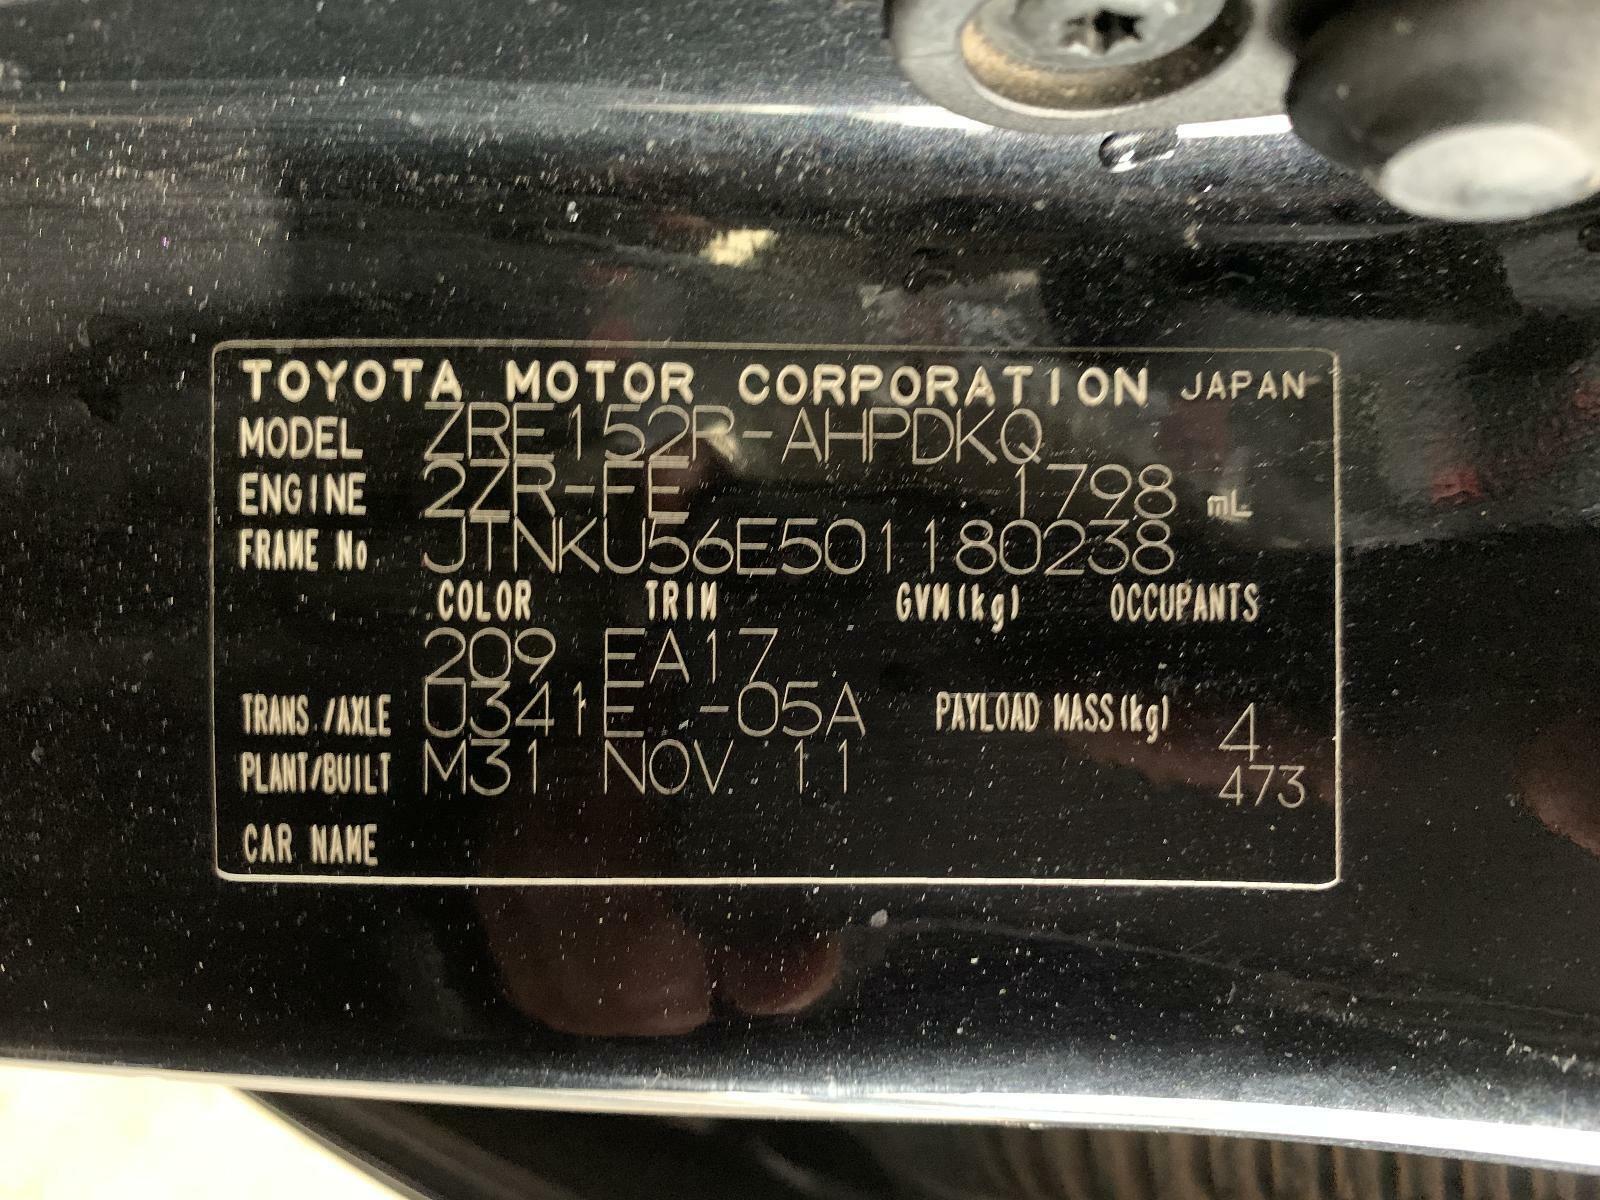 TOYOTA MOTOR CORPORATION JAPAN
MODEL ZRE152R-AHPDKQ
ENGINE 2ZR-FE 1798 mL
FRAME No JTNKU56E501180238
COLOR TRIM GVM(kg) OCCUPANTS
209 EA17
TRANS./AXLE U341E -05A PAYLOAD MASS(kg) 4
PLANT/BUILT M31 NOV 11 473
CAR NAME